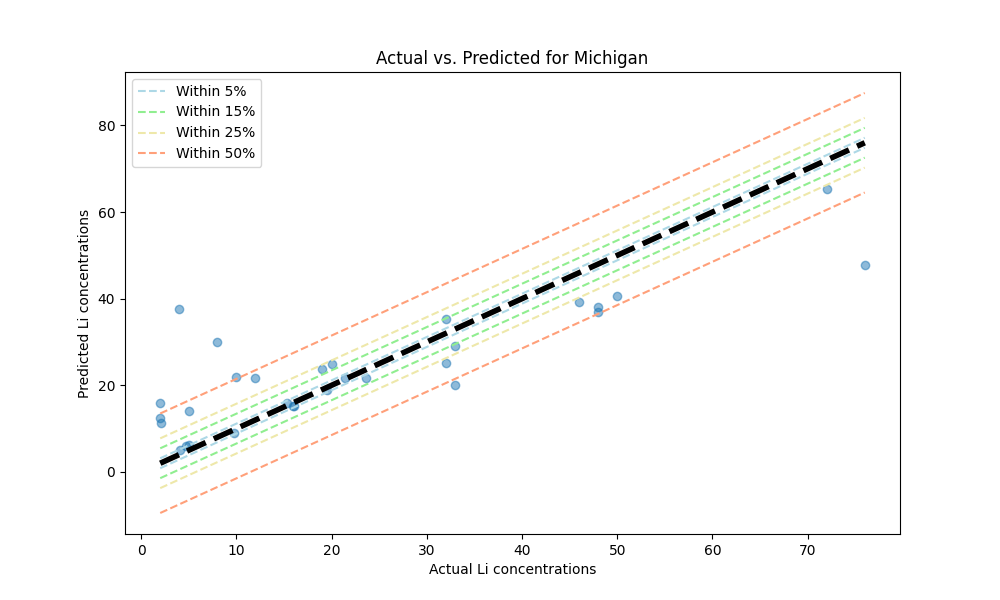 Actual vs. Predicted for Michigan
Within 5%
Within 15%
Within 25%
Within 50%
Predicted Li concentrations
80
60
40
20
0
0 10 20 30 40 50 60 70
Actual Li concentrations